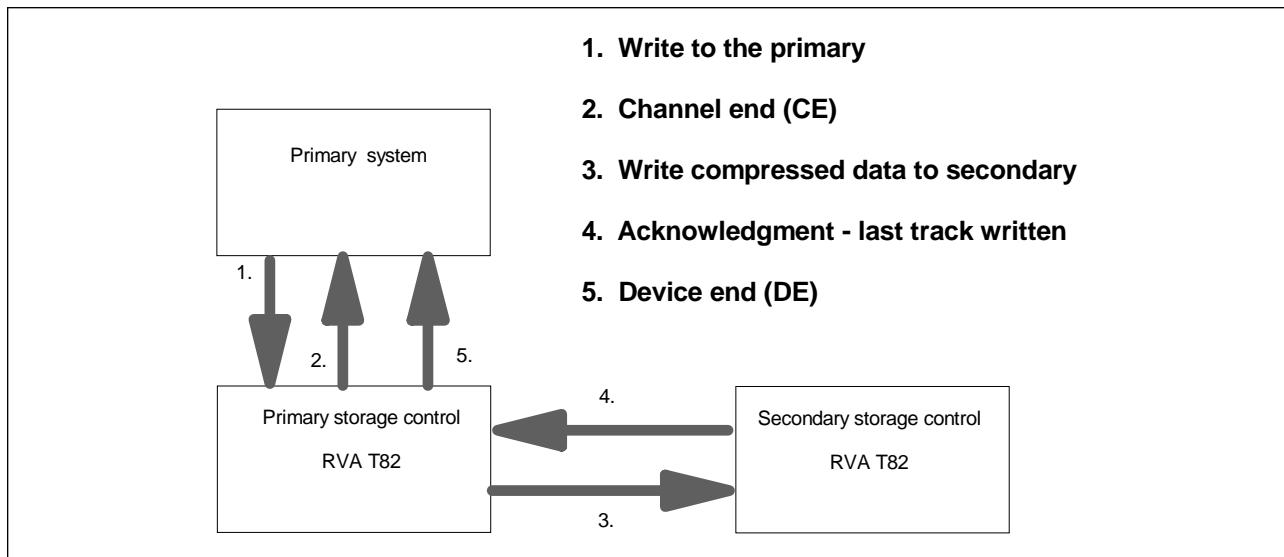 1. Write to the primary
2. Channel end (CE)
3. Write compressed data to secondary
4. Acknowledgment - last track written
5. Device end (DE)
Primary system
1.
2.
5.
Primary storage control
RVA T82
4.
3.
Secondary storage control
RVA T82